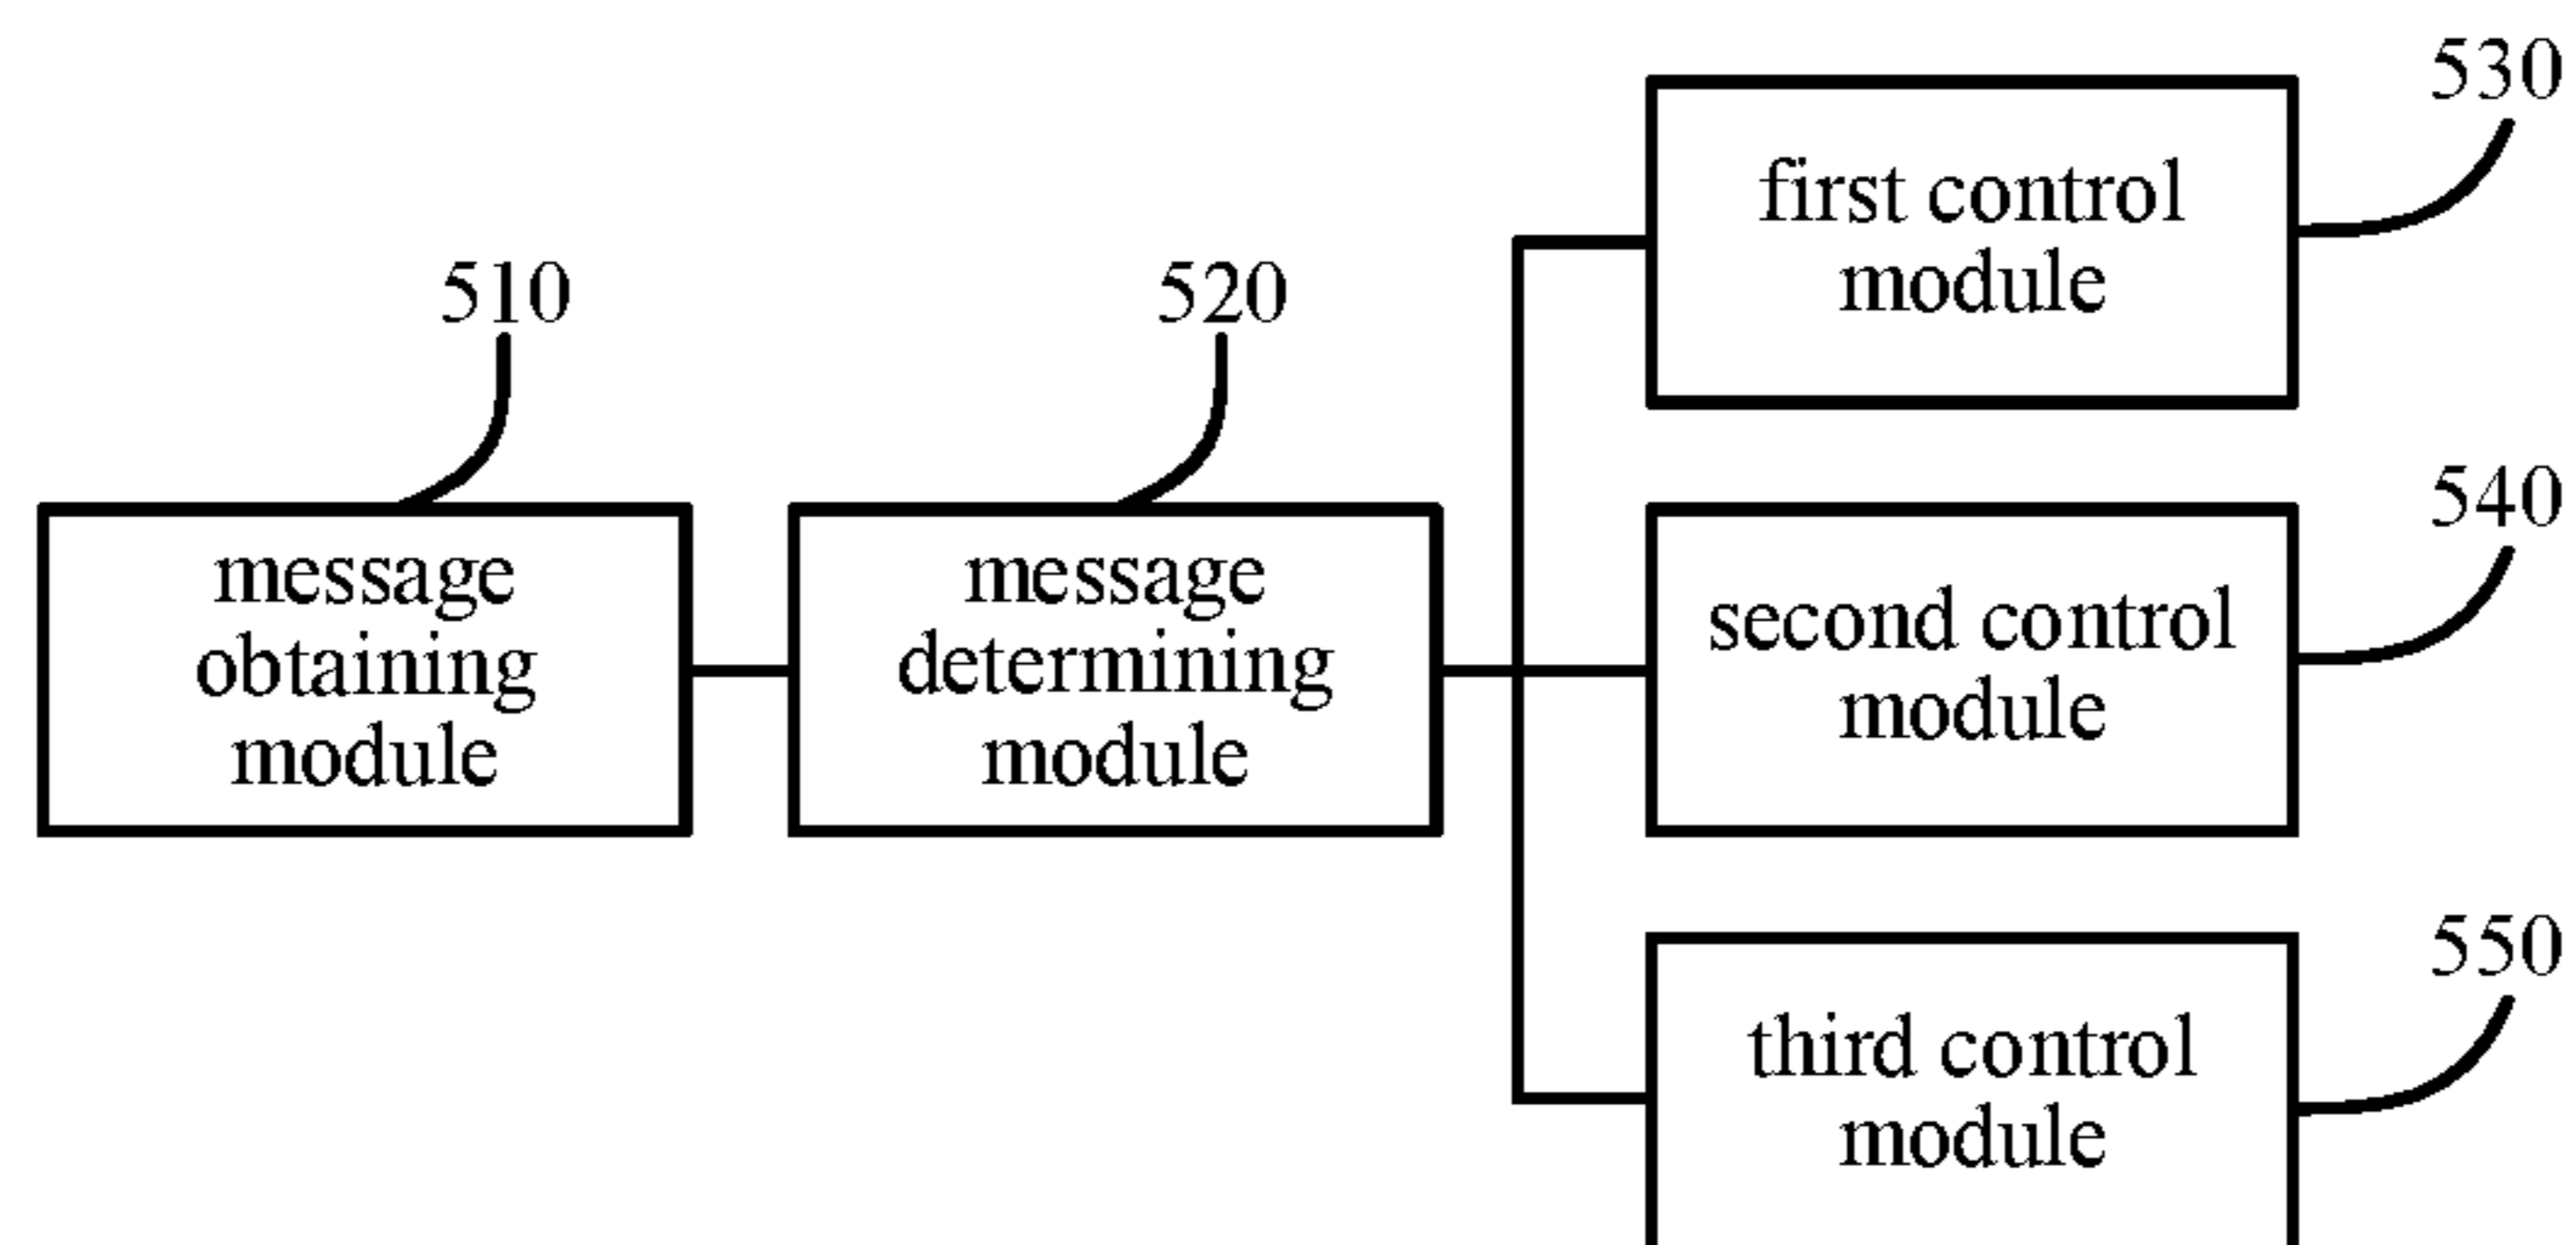 510
message
obtaining
module
520
message
determining
module
530
first control
module
540
second control
module
550
third control
module